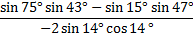 sin 75° sin 43° − sin 15° sin 47°
−2 sin 14° cos 14 °